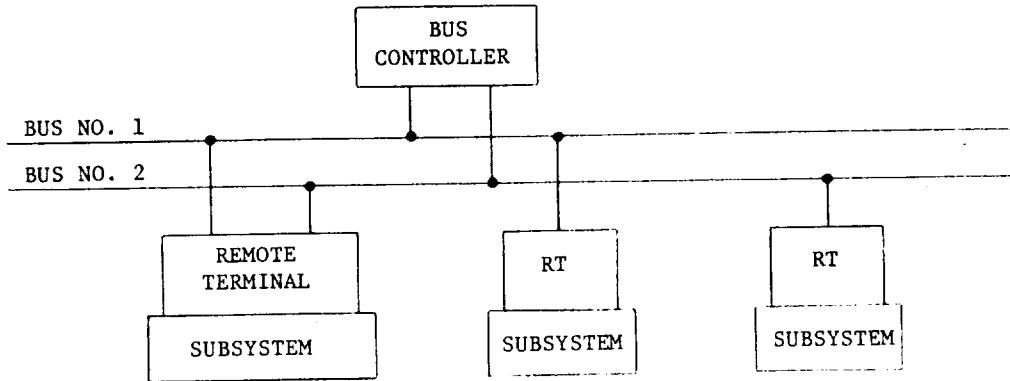 BUS
CONTROLLER
BUS NO. 1
BUS NO. 2
REMOTE
TERMINAL
RT
RT
SUBSYSTEM
SUBSYSTEM
SUBSYSTEM